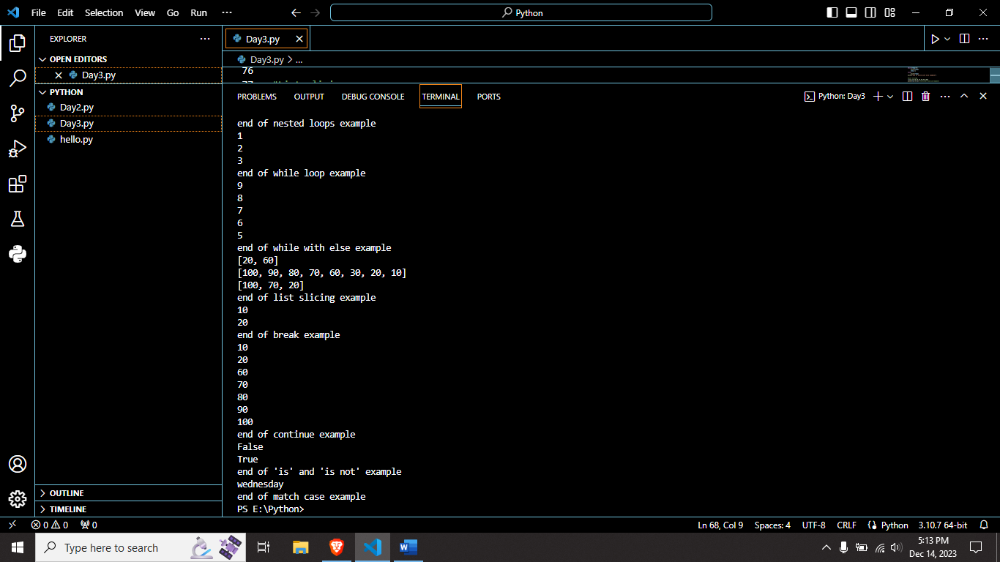 File Edit Selection View Go Run ··· Python
EXPLORER ···
OPEN EDITORS
Day3.py
PYTHON
Day2.py
Day3.py
hello.py
OUTLINE
TIMELINE
Day3.py
Day3.py > ...
76
PROBLEMS OUTPUT DEBUG CONSOLE TERMINAL PORTS Python: Day3
end of nested loops example
1
2
3
end of while loop example
9
8
7
6
5
end of while with else example
[20, 60]
[100, 90, 80, 70, 60, 30, 20, 10]
[100, 70, 20]
end of list slicing example
10
20
end of break example
10
20
60
70
80
90
100
end of continue example
False
True
end of 'is' and 'is not' example
wednesday
end of match case example
PS E:\Python>
0 0 0 Ln 68, Col 9 Spaces: 4 UTF-8 CRLF Python 3.10.7 64-bit
Type here to search
5:13 PM
Dec 14, 2023